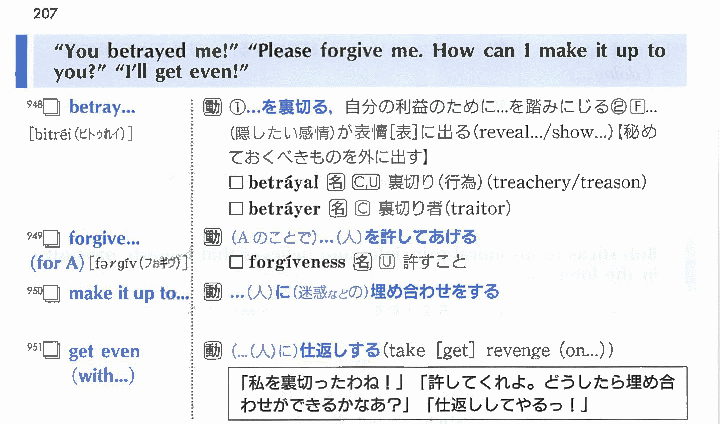 207
"You betrayed me!" "Please forgive me. How can I make it up to
you?" "I'll get even!"
948□ betray... 動 ①...を裏切る，自分の利益のために...を踏みにじる②F...
[bitréi(ビトゥれイ)] (隠したい感情)が表情[表]に出る(reveal.../show...)【秘め
ておくべきものを外に出す】
□ betráyal 名 C,U 裏切り(行為)(treachery/treason)
□ betráyer 名 C 裏切り者(traitor)
949□ forgive... 動 (Aのことで)...(人)を許してあげる
(for A) [fərgív(フォギヴ)] □ forgíveness 名 U 許すこと
950□ make it up to... 動 ...(人)に(迷惑などの)埋め合わせをする
951□ get even 動 (...(人)に)仕返しする(take [get] revenge (on...))
(with...) 「私を裏切ったわね！」「許してくれよ。どうしたら埋め合
わせができるかなあ？」「仕返ししてやるっ！」